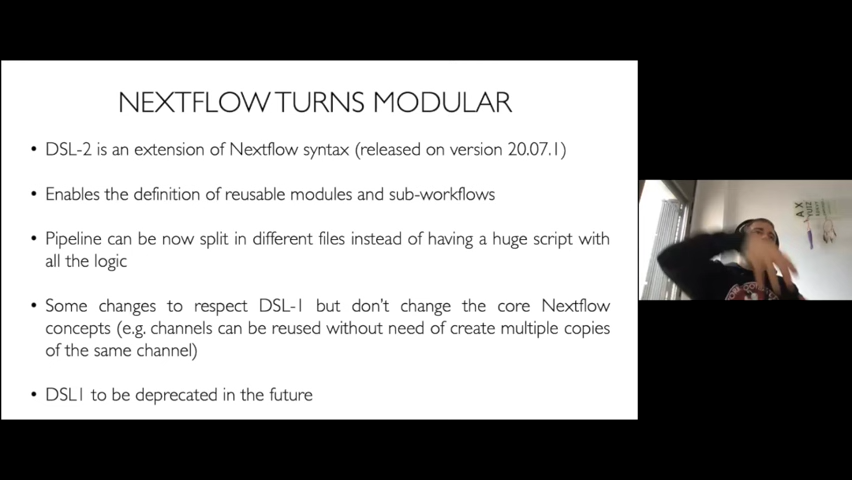 NEXTFLOW TURNS MODULAR
• DSL-2 is an extension of Nextflow syntax (released on version 20.07.1)
• Enables the definition of reusable modules and sub-workflows
• Pipeline can be now split in different files instead of having a huge script with
all the logic
• Some changes to respect DSL-1 but don't change the core Nextflow
concepts (e.g. channels can be reused without need of create multiple copies
of the same channel)
• DSL1 to be deprecated in the future